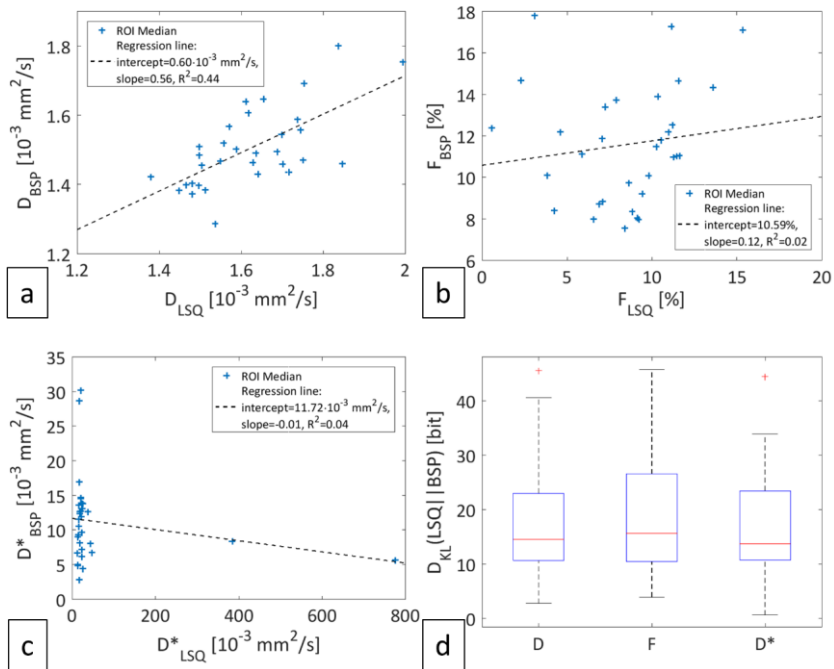 D_BSP [10^-3 mm^2/s]
1.8
1.6
1.4
1.2
ROI Median
Regression line:
intercept=0.60·10^-3 mm^2/s,
slope=0.56, R^2=0.44
1.2 1.4 1.6 1.8 2
D_LSQ [10^-3 mm^2/s]
a
F_BSP [%]
18
16
14
12
10
8
6
ROI Median
Regression line:
intercept=10.59%,
slope=0.12, R^2=0.02
0 5 10 15 20
F_LSQ [%]
b
D*_BSP [10^-3 mm^2/s]
35
30
25
20
15
10
5
0
ROI Median
Regression line:
intercept=11.72·10^-3 mm^2/s,
slope=-0.01, R^2=0.04
0 200 400 600 800
D*_LSQ [10^-3 mm^2/s]
c
D_KL(LSQ||BSP) [bit]
40
30
20
10
0
D F D*
d